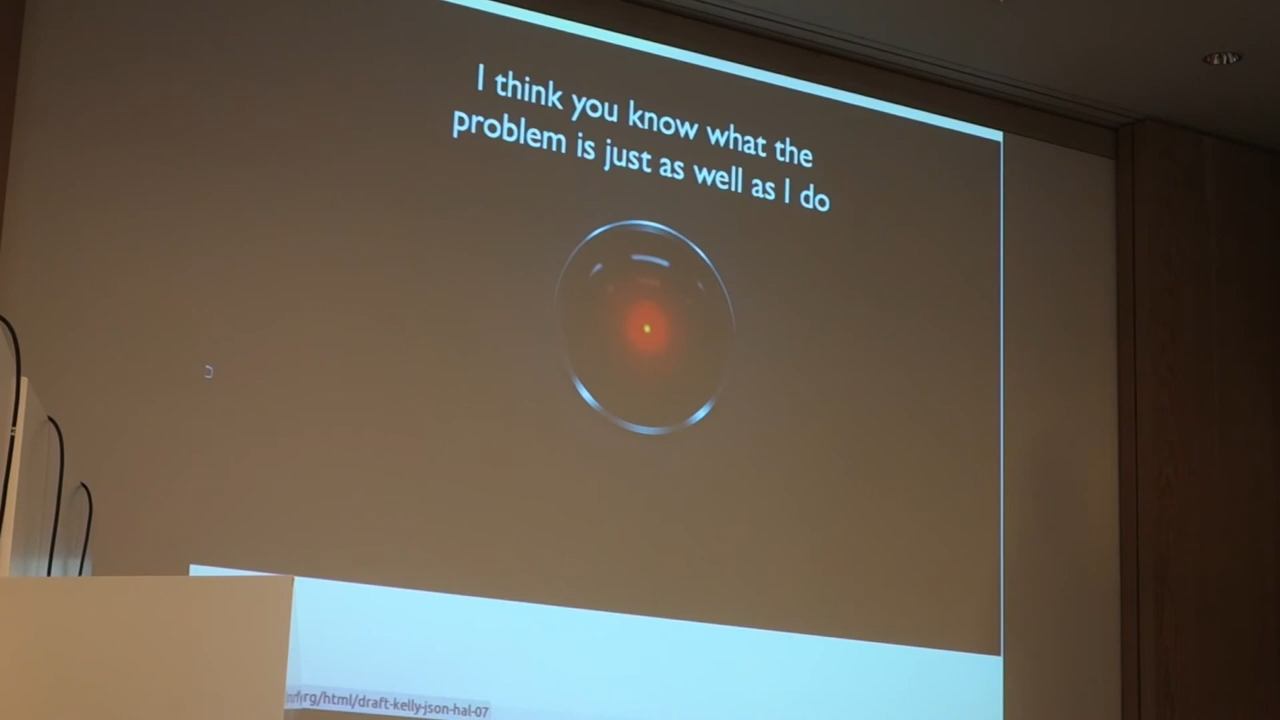 I think you know what the
problem is just as well as I do
rg/html/draft-kelly-json-hal-07